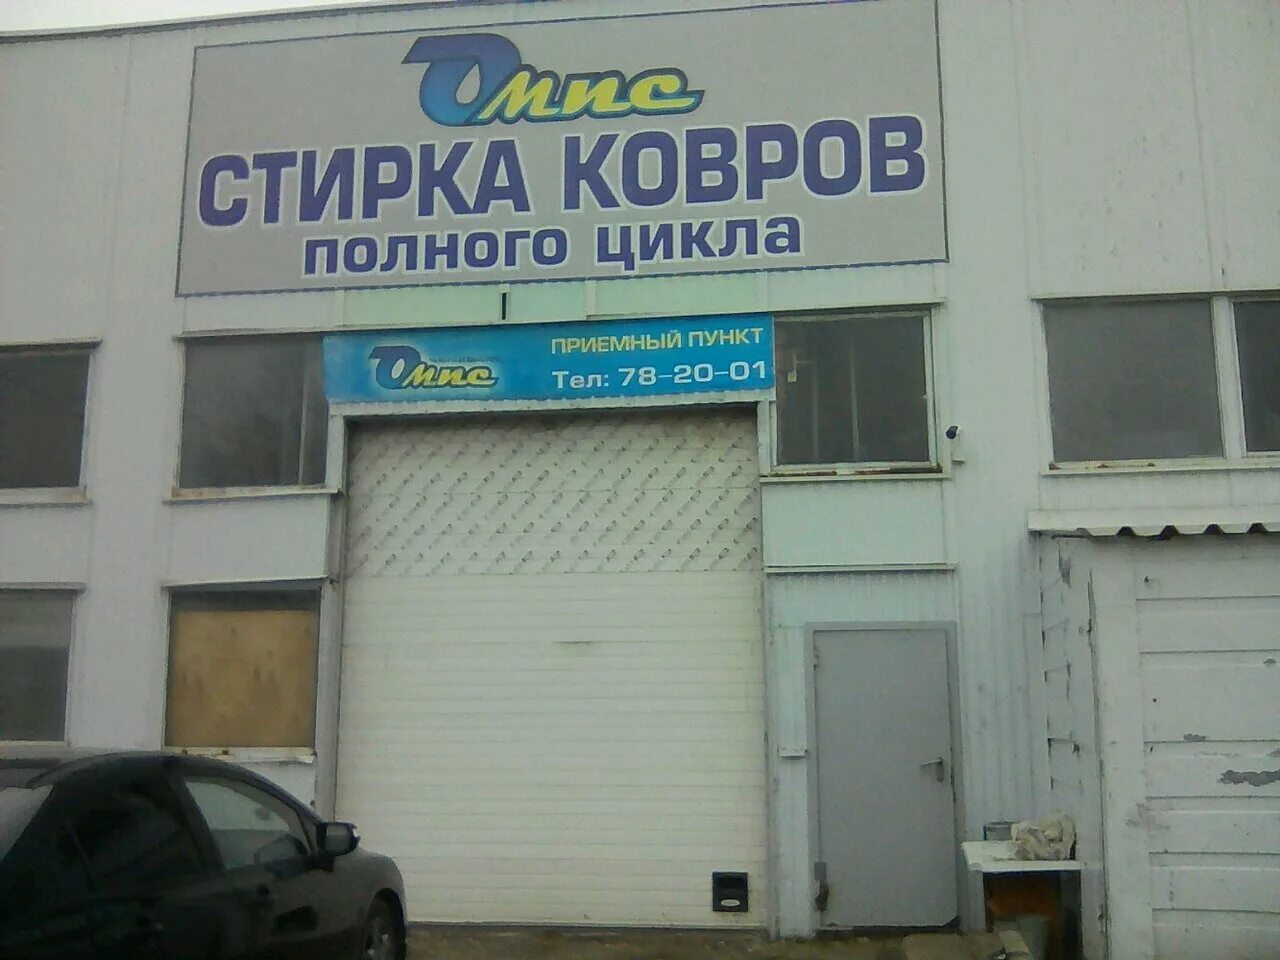 Омис
СТИРКА КОВРОВ
ПОЛНОГО ЦИКЛА
ПРИЕМНЫЙ ПУНКТ
Омис
Тел: 78-20-01